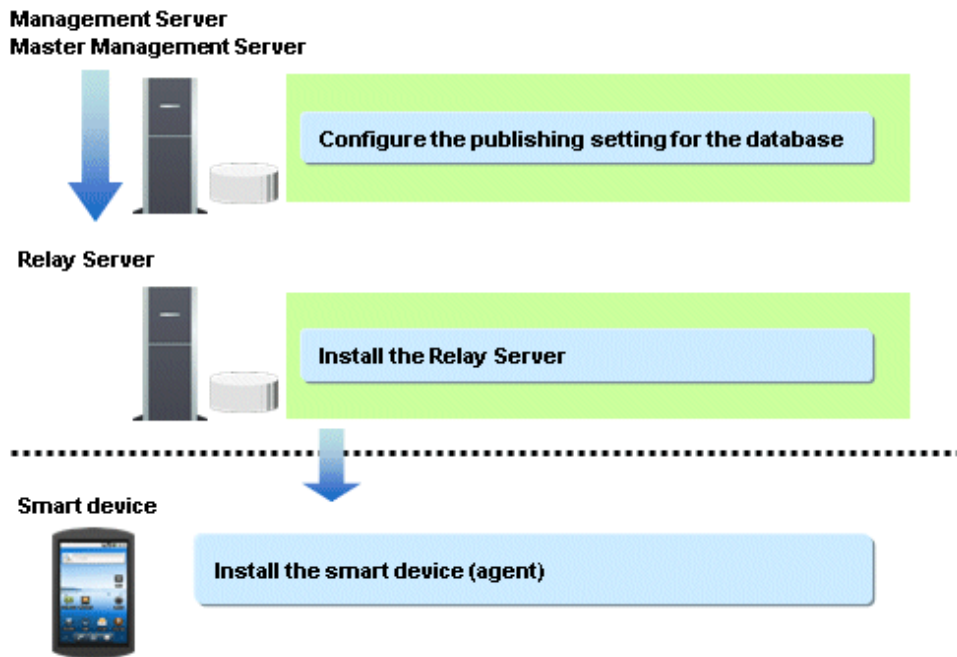 Management Server
Master Management Server
Configure the publishing setting for the database
Relay Server
Install the Relay Server
Smart device
Install the smart device (agent)